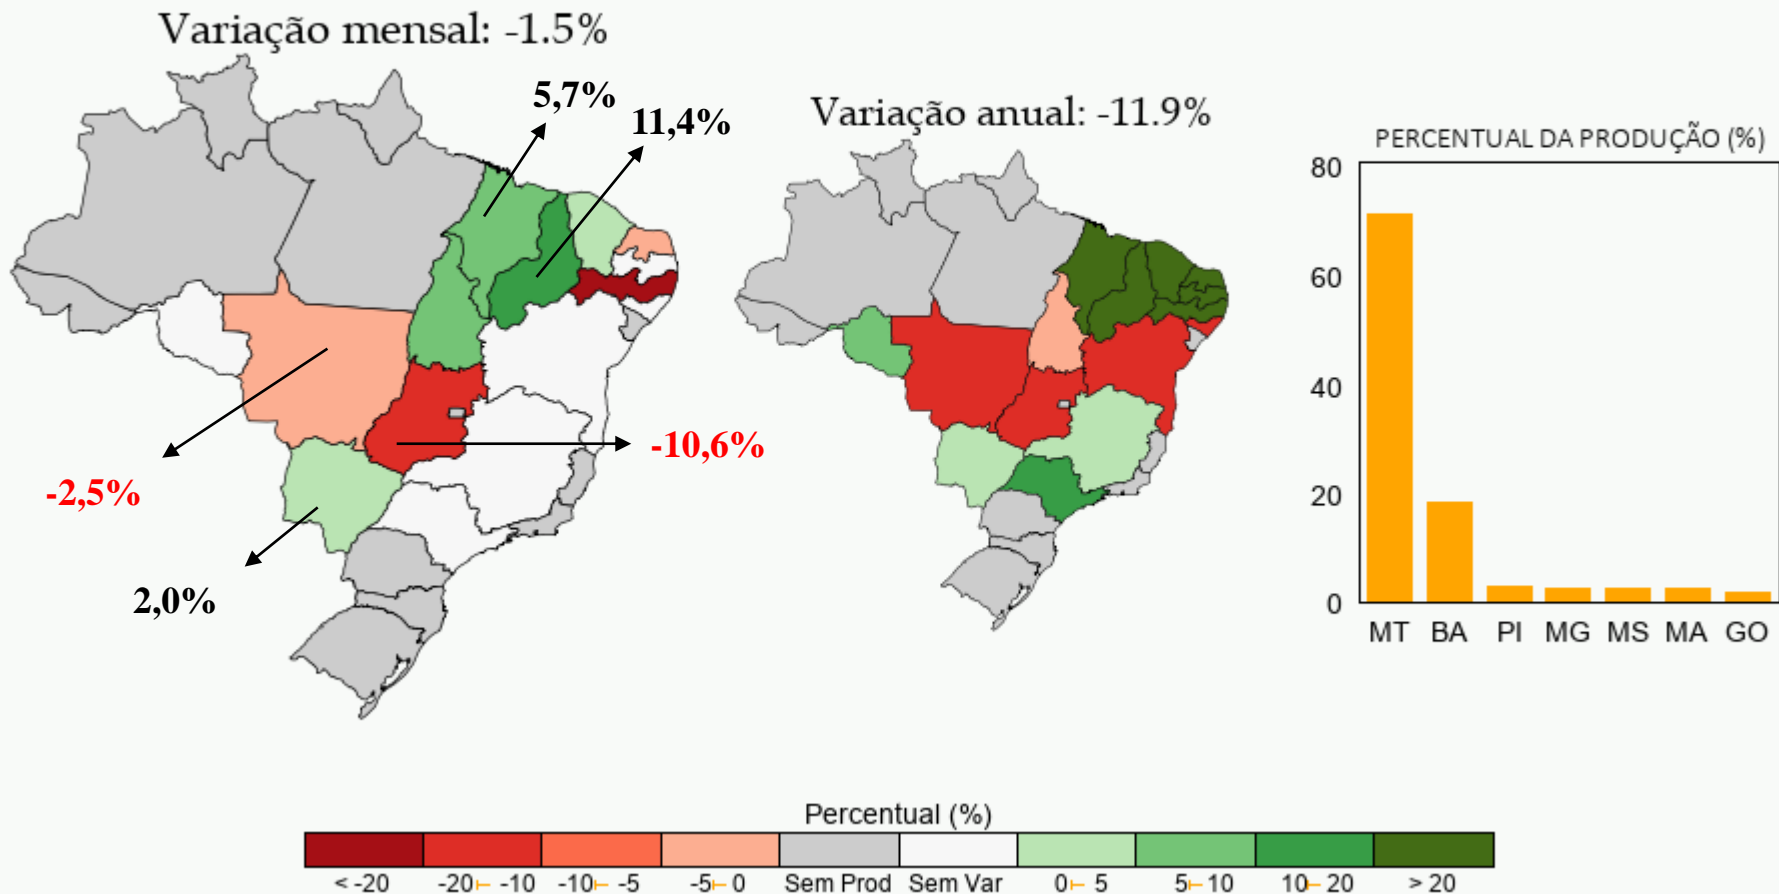 Variação mensal: -1.5%
5,7%
11,4%
-10,6%
-2,5%
2,0%
Variação anual: -11.9%
PERCENTUAL DA PRODUÇÃO (%)
80
60
40
20
0
MT BA PI MG MS MA GO
Percentual (%)
< -20 -20⊢ -10 -10⊢ -5 -5⊢ 0 Sem Prod Sem Var 0⊢ 5 5⊢ 10 10⊢ 20 > 20